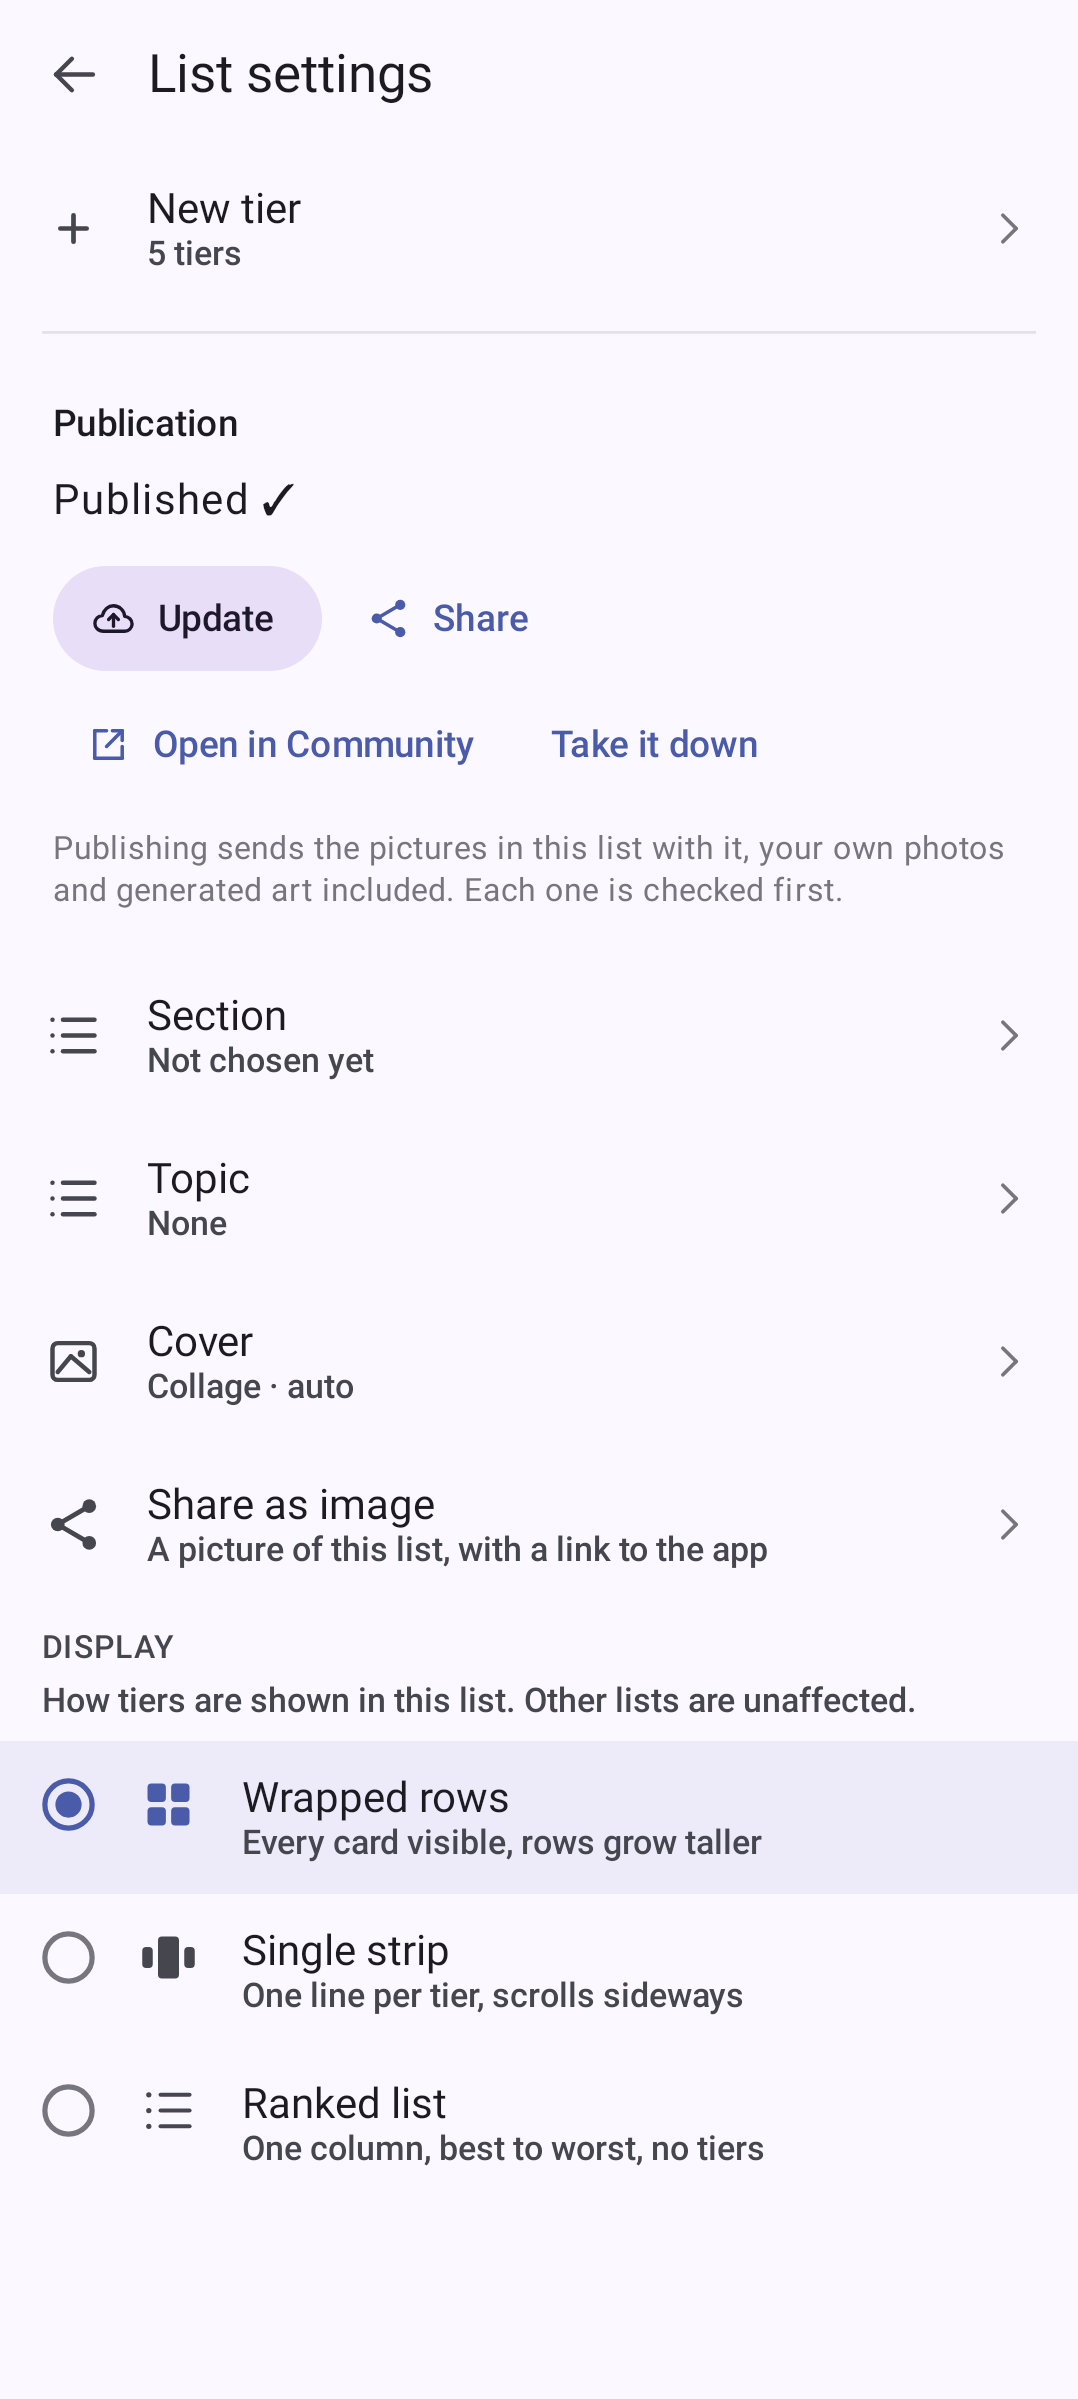 List settings
New tier
5 tiers
Publication
Published ✓
Update
Share
Open in Community
Take it down
Publishing sends the pictures in this list with it, your own photos
and generated art included. Each one is checked first.
Section
Not chosen yet
Topic
None
Cover
Collage · auto
Share as image
A picture of this list, with a link to the app
DISPLAY
How tiers are shown in this list. Other lists are unaffected.
Wrapped rows
Every card visible, rows grow taller
Single strip
One line per tier, scrolls sideways
Ranked list
One column, best to worst, no tiers